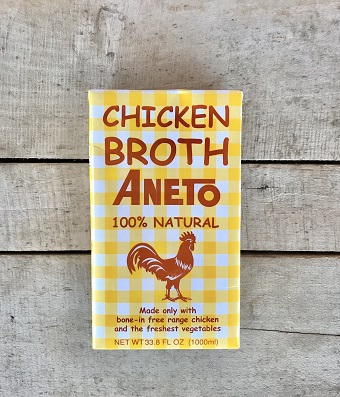 CHICKEN
BROTH
ANETO
100% NATURAL
Made only with
bone-in free range chicken
and the freshest vegetables
NET WT 33.8 FL OZ (1000ml)